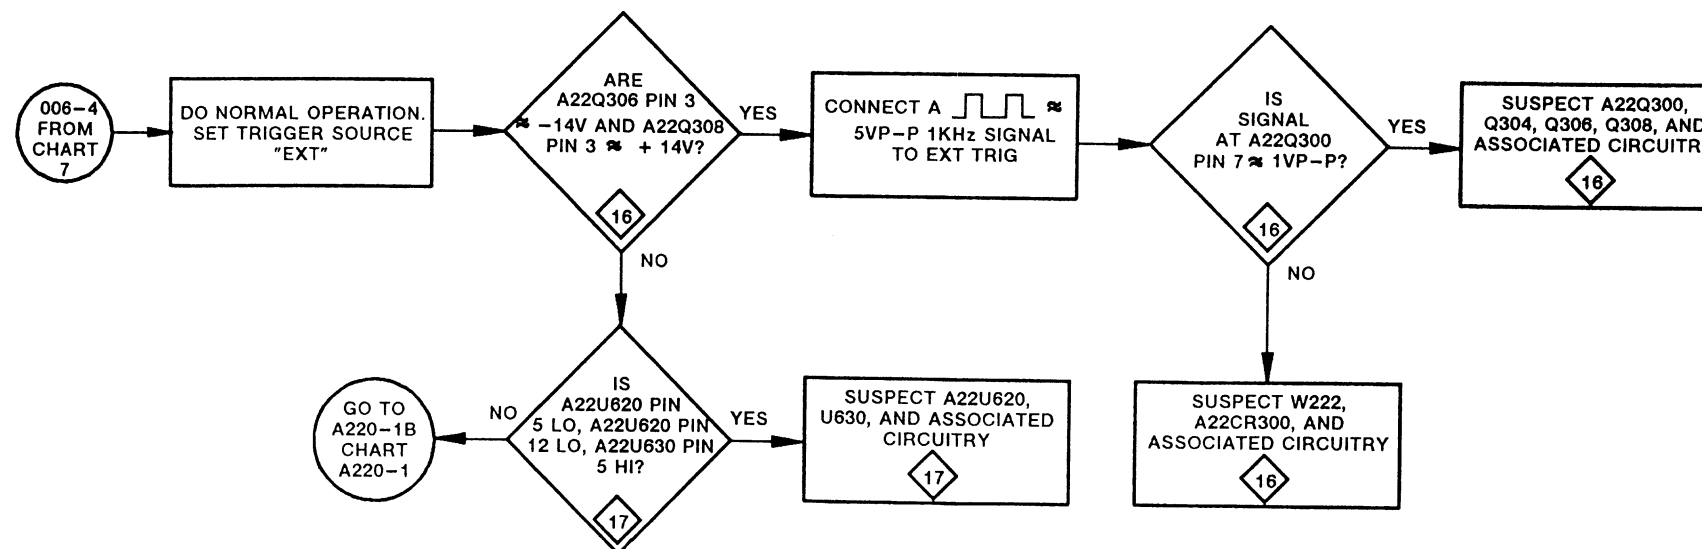 006-4
FROM
CHART
7
DO NORMAL OPERATION.
SET TRIGGER SOURCE
"EXT"
ARE
A22Q306 PIN 3
≈ -14V AND A22Q308
PIN 3 ≈ + 14V?
16
YES
NO
CONNECT A ≈
5VP-P 1KHz SIGNAL
TO EXT TRIG
IS
SIGNAL
AT A22Q300
PIN 7 ≈ 1VP-P?
16
YES
NO
SUSPECT A22Q300,
Q304, Q306, Q308, AND
ASSOCIATED CIRCUITR
16
IS
A22U620 PIN
5 LO, A22U620 PIN
12 LO, A22U630 PIN
5 HI?
17
NO
YES
GO TO
A220-1B
CHART
A220-1
SUSPECT A22U620,
U630, AND ASSOCIATED
CIRCUITRY
17
SUSPECT W222,
A22CR300, AND
ASSOCIATED CIRCUITRY
16